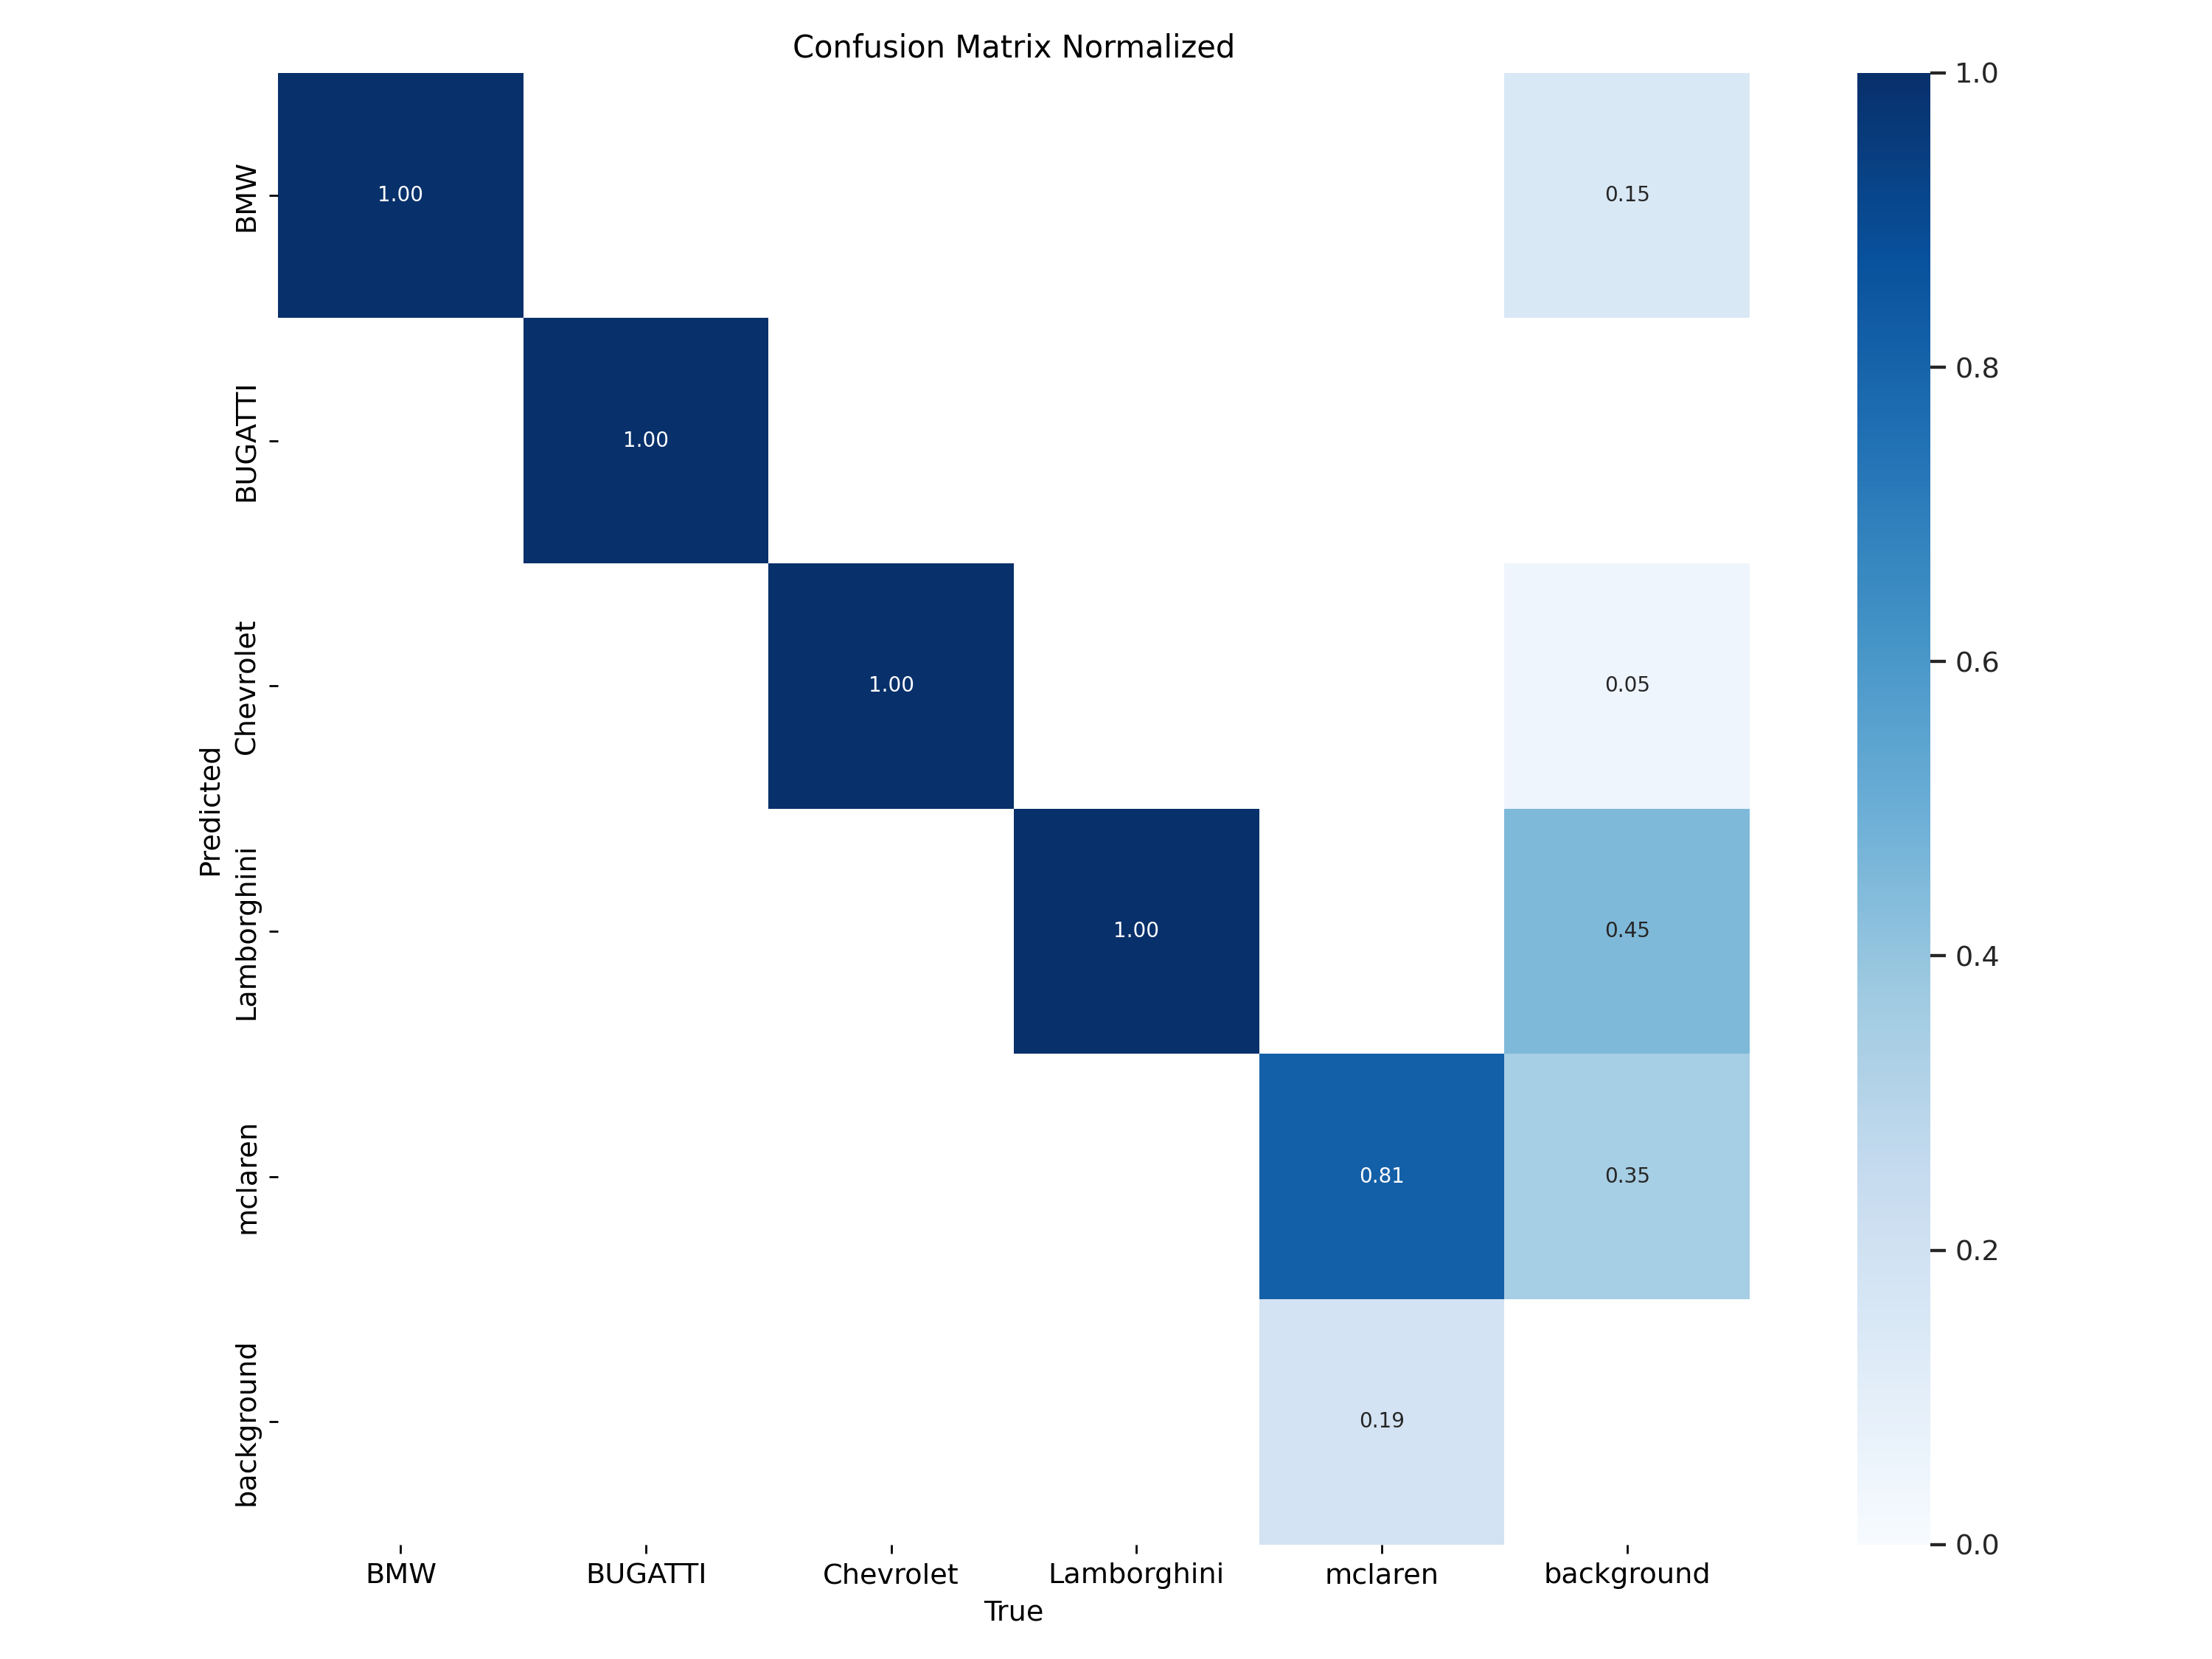 Confusion Matrix Normalized
BMW
BUGATTI
Chevrolet
Lamborghini
mclaren
background
Predicted
1.00
0.15
1.00
1.00
0.05
1.00
0.45
0.81
0.35
0.19
BMW
BUGATTI
Chevrolet
Lamborghini
mclaren
background
True
1.0
0.8
0.6
0.4
0.2
0.0